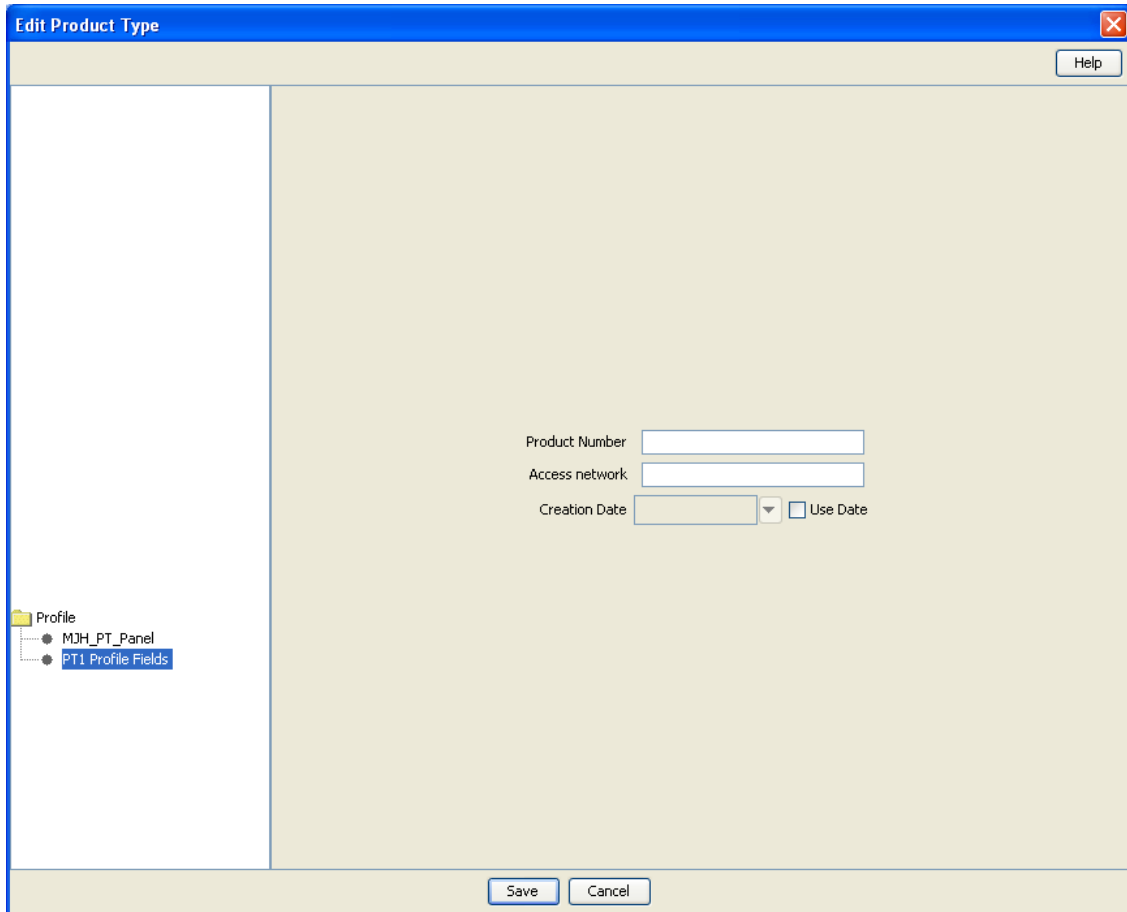 Edit Product Type
Help
Product Number
Access network
Creation Date Use Date
Profile
MJH_PT_Panel
PT1 Profile Fields
Save Cancel